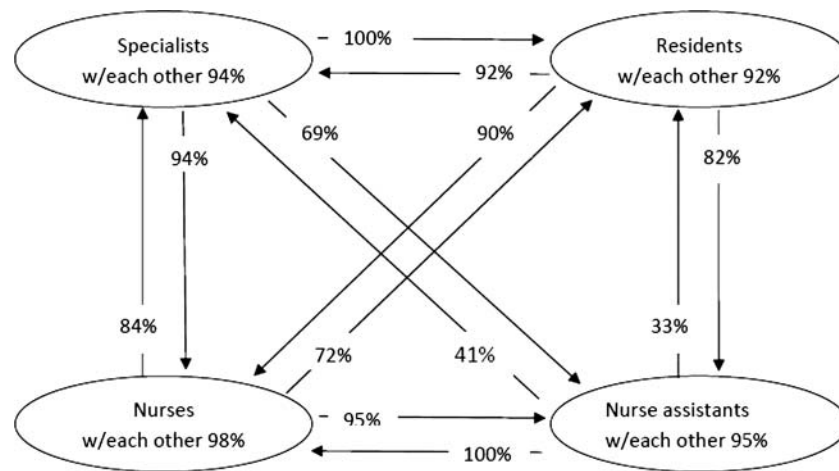 Specialists
w/each other 94%
100%
Residents
w/each other 92%
92%
69%
90%
94%
82%
84%
72%
41%
33%
Nurses
w/each other 98%
95%
Nurse assistants
w/each other 95%
100%